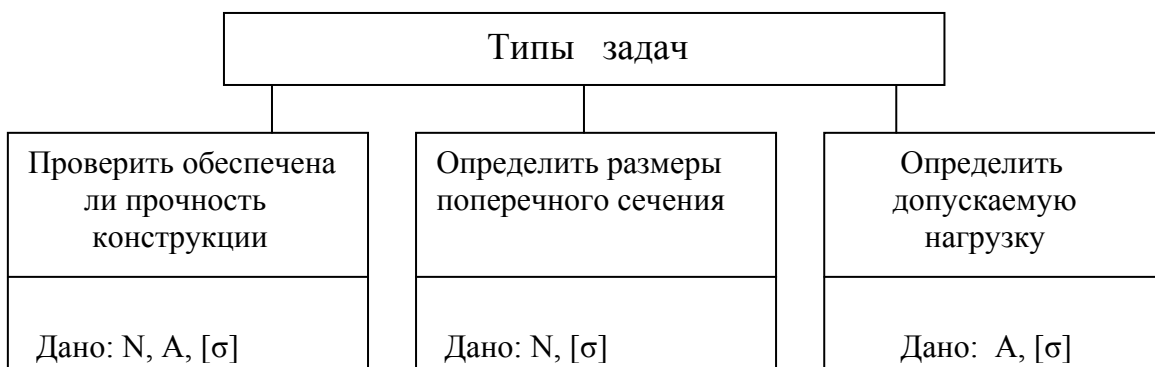 Типы задач
Проверить обеспечена
ли прочность
конструкции
Определить размеры
поперечного сечения
Определить
допускаемую
нагрузку
Дано: N, A, [σ]
Дано: N, [σ]
Дано: A, [σ]